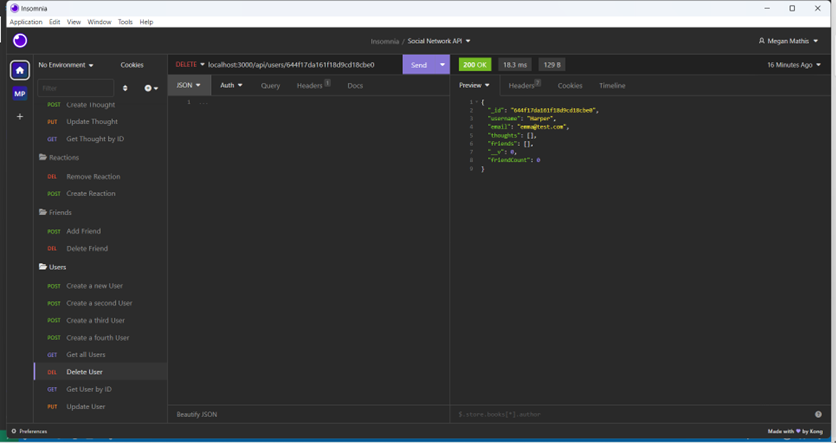 Insomnia
Application Edit View Window Tools Help
Insomnia / Social Network API
Megan Mathis
No Environment Cookies
DELETE localhost:3000/api/users/644f17da161f18d9cd18cbe0 Send
200 OK 18.3 ms 129 B
16 Minutes Ago
Filter
JSON Auth Query Headers 1 Docs
Preview Headers 7 Cookies Timeline
MP
POST Create Thought
PUT Update Thought
GET Get Thought by ID
Reactions
DEL Remove Reaction
POST Create Reaction
Friends
POST Add Friend
DEL Delete Friend
Users
POST Create a new User
POST Create a second User
POST Create a third User
POST Create a fourth User
GET Get all Users
DEL Delete User
GET Get User by ID
PUT Update User
1 ...
1 {
2 "_id": "644f17da161f18d9cd18cbe0",
3 "username": "Harper",
4 "email": "emma@test.com",
5 "thoughts": [],
6 "friends": [],
7 "__v": 0,
8 "friendCount": 0
9 }
Beautify JSON
$.store.books[*].author
Preferences
Made with ♥ by Kong